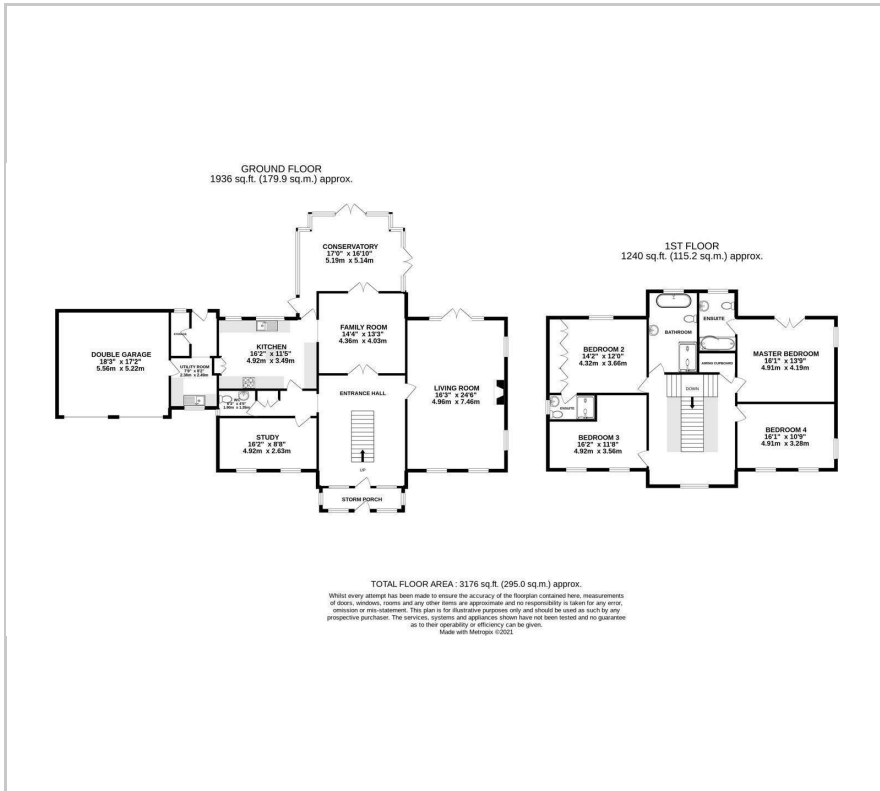 GROUND FLOOR
1936 sq.ft. (179.9 sq.m.) approx.
CONSERVATORY
17'0" x 16'10"
5.19m x 5.14m
FAMILY ROOM
14'4" x 13'3"
4.36m x 4.03m
KITCHEN
16'2" x 11'5"
4.92m x 3.49m
DOUBLE GARAGE
18'3" x 17'2"
5.56m x 5.22m
UTILITY ROOM
ENTRANCE HALL
LIVING ROOM
16'3" x 24'6"
4.96m x 7.46m
STUDY
16'2" x 8'8"
4.92m x 2.63m
UP
STORM PORCH
1ST FLOOR
1240 sq.ft. (115.2 sq.m.) approx.
ENSUITE
BATHROOM
BEDROOM 2
14'2" x 12'0"
4.32m x 3.66m
MASTER BEDROOM
16'1" x 13'9"
4.91m x 4.19m
AIRING CUPBOARD
DOWN
ENSUITE
BEDROOM 3
16'2" x 11'8"
4.92m x 3.56m
BEDROOM 4
16'1" x 10'9"
4.91m x 3.28m
TOTAL FLOOR AREA : 3176 sq.ft. (295.0 sq.m.) approx.
Whilst every attempt has been made to ensure the accuracy of the floorplan contained here, measurements
of doors, windows, rooms and any other items are approximate and no responsibility is taken for any error,
omission or mis-statement. This plan is for illustrative purposes only and should be used as such by any
prospective purchaser. The services, systems and appliances shown have not been tested and no guarantee
as to their operability or efficiency can be given.
Made with Metropix ©2021